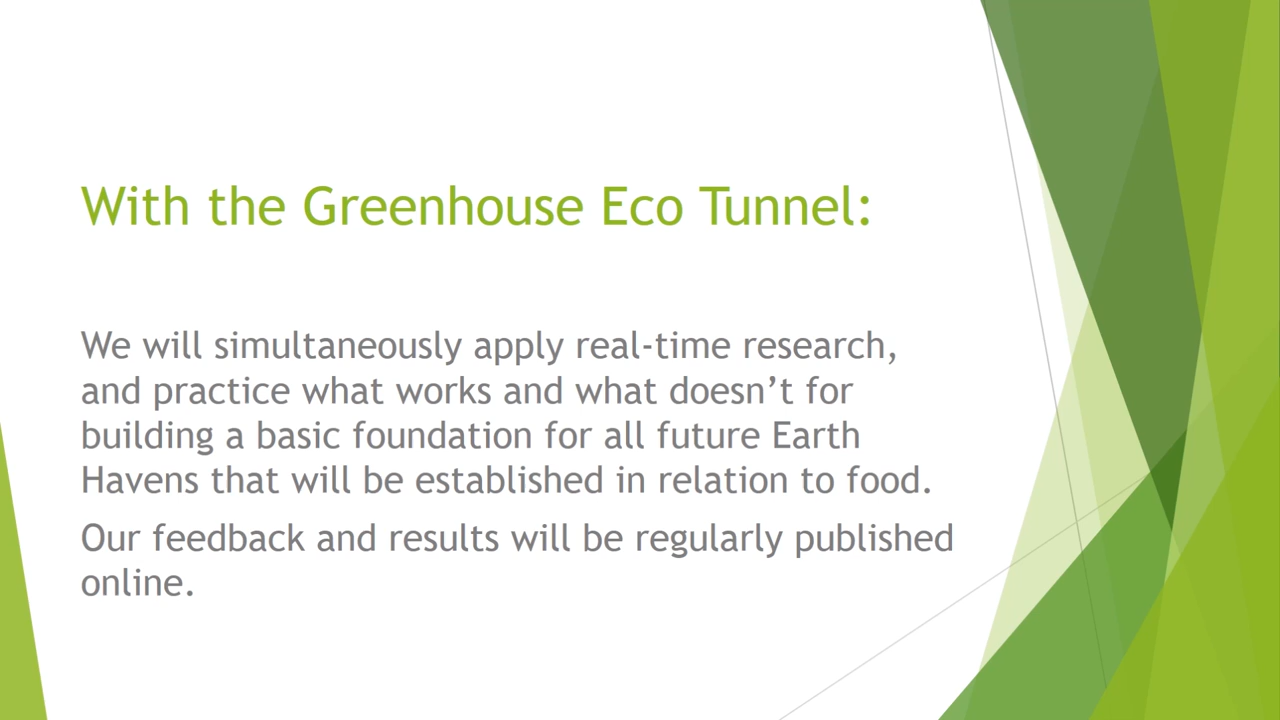 With the Greenhouse Eco Tunnel:
We will simultaneously apply real-time research,
and practice what works and what doesn’t for
building a basic foundation for all future Earth
Havens that will be established in relation to food.
Our feedback and results will be regularly published
online.